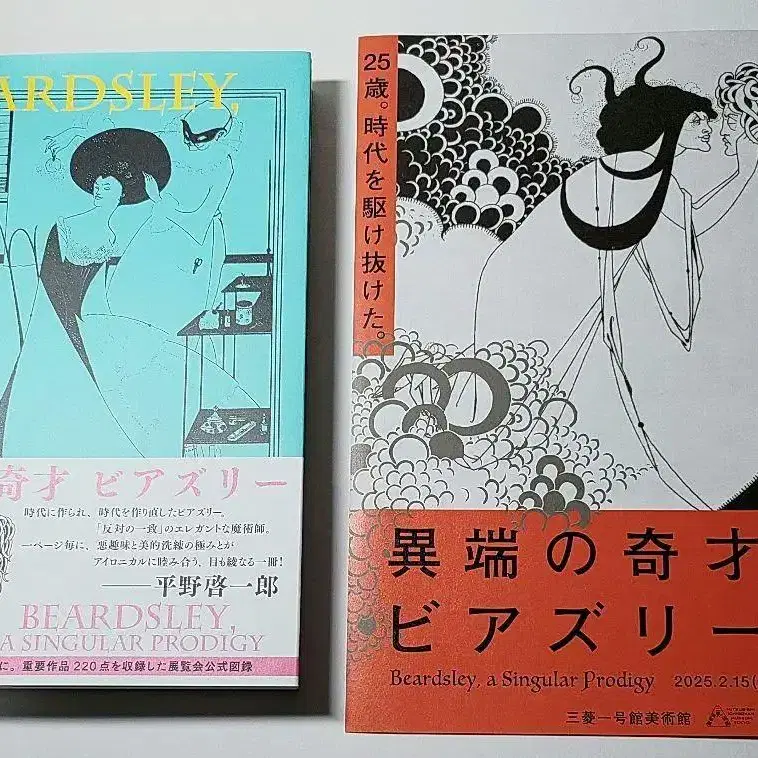 ARDSLEY,
奇才 ビアズリー
時代に作られ、時代を作り直したビアズリー。
「反対の一致」のエレガントな魔術師。
一ページ毎に、悪趣味と美的洗練の極みとが
アイロニカルに睦み合う、目も綾なる一冊!
――平野啓一郎
BEARDSLEY,
A SINGULAR PRODIGY
に。重要作品220点を収録した展覧会公式図録
25歳。時代を駆け抜けた。
異端の奇才
ビアズリー
Beardsley, a Singular Prodigy 2025.2.15(
三菱一号館美術館